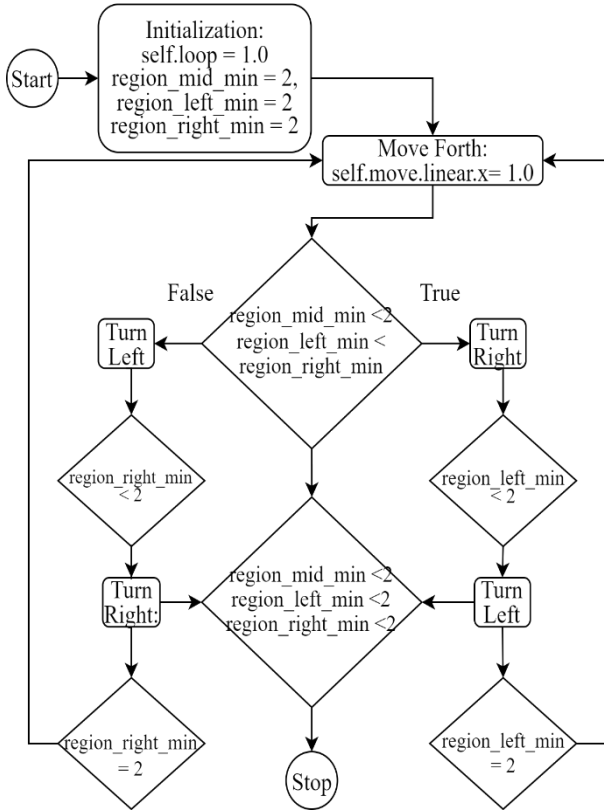 Start
Initialization:
self.loop = 1.0
region_mid_min = 2,
region_left_min = 2
region_right_min = 2
Move Forth:
self.move.linear.x= 1.0
False
True
region_mid_min <2
region_left_min <
region_right_min
Turn
Left
Turn
Right
region_right_min
< 2
region_left_min
< 2
region_mid_min <2
region_left_min <2
region_right_min <2
Turn
Right:
Turn
Left
region_right_min
= 2
region_left_min
= 2
Stop